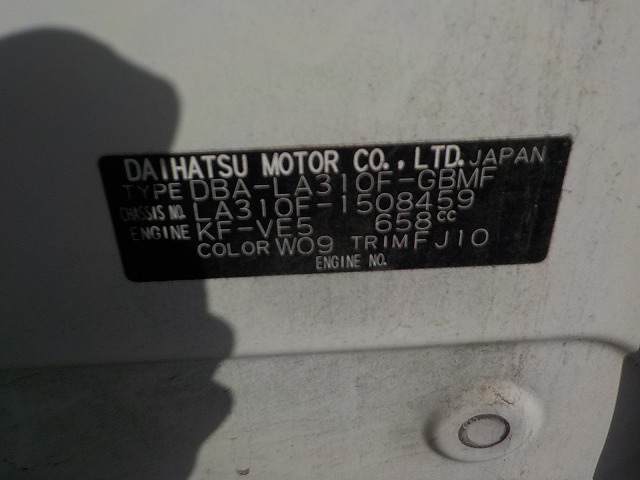 DAIHATSU MOTOR CO., LTD. JAPAN
TYPE DBA-LA310F-GBMF
CHASSIS NO. LA310F-1508459
ENGINE KF-VE5 658cc
COLOR W09 TRIM FJ10
ENGINE NO.